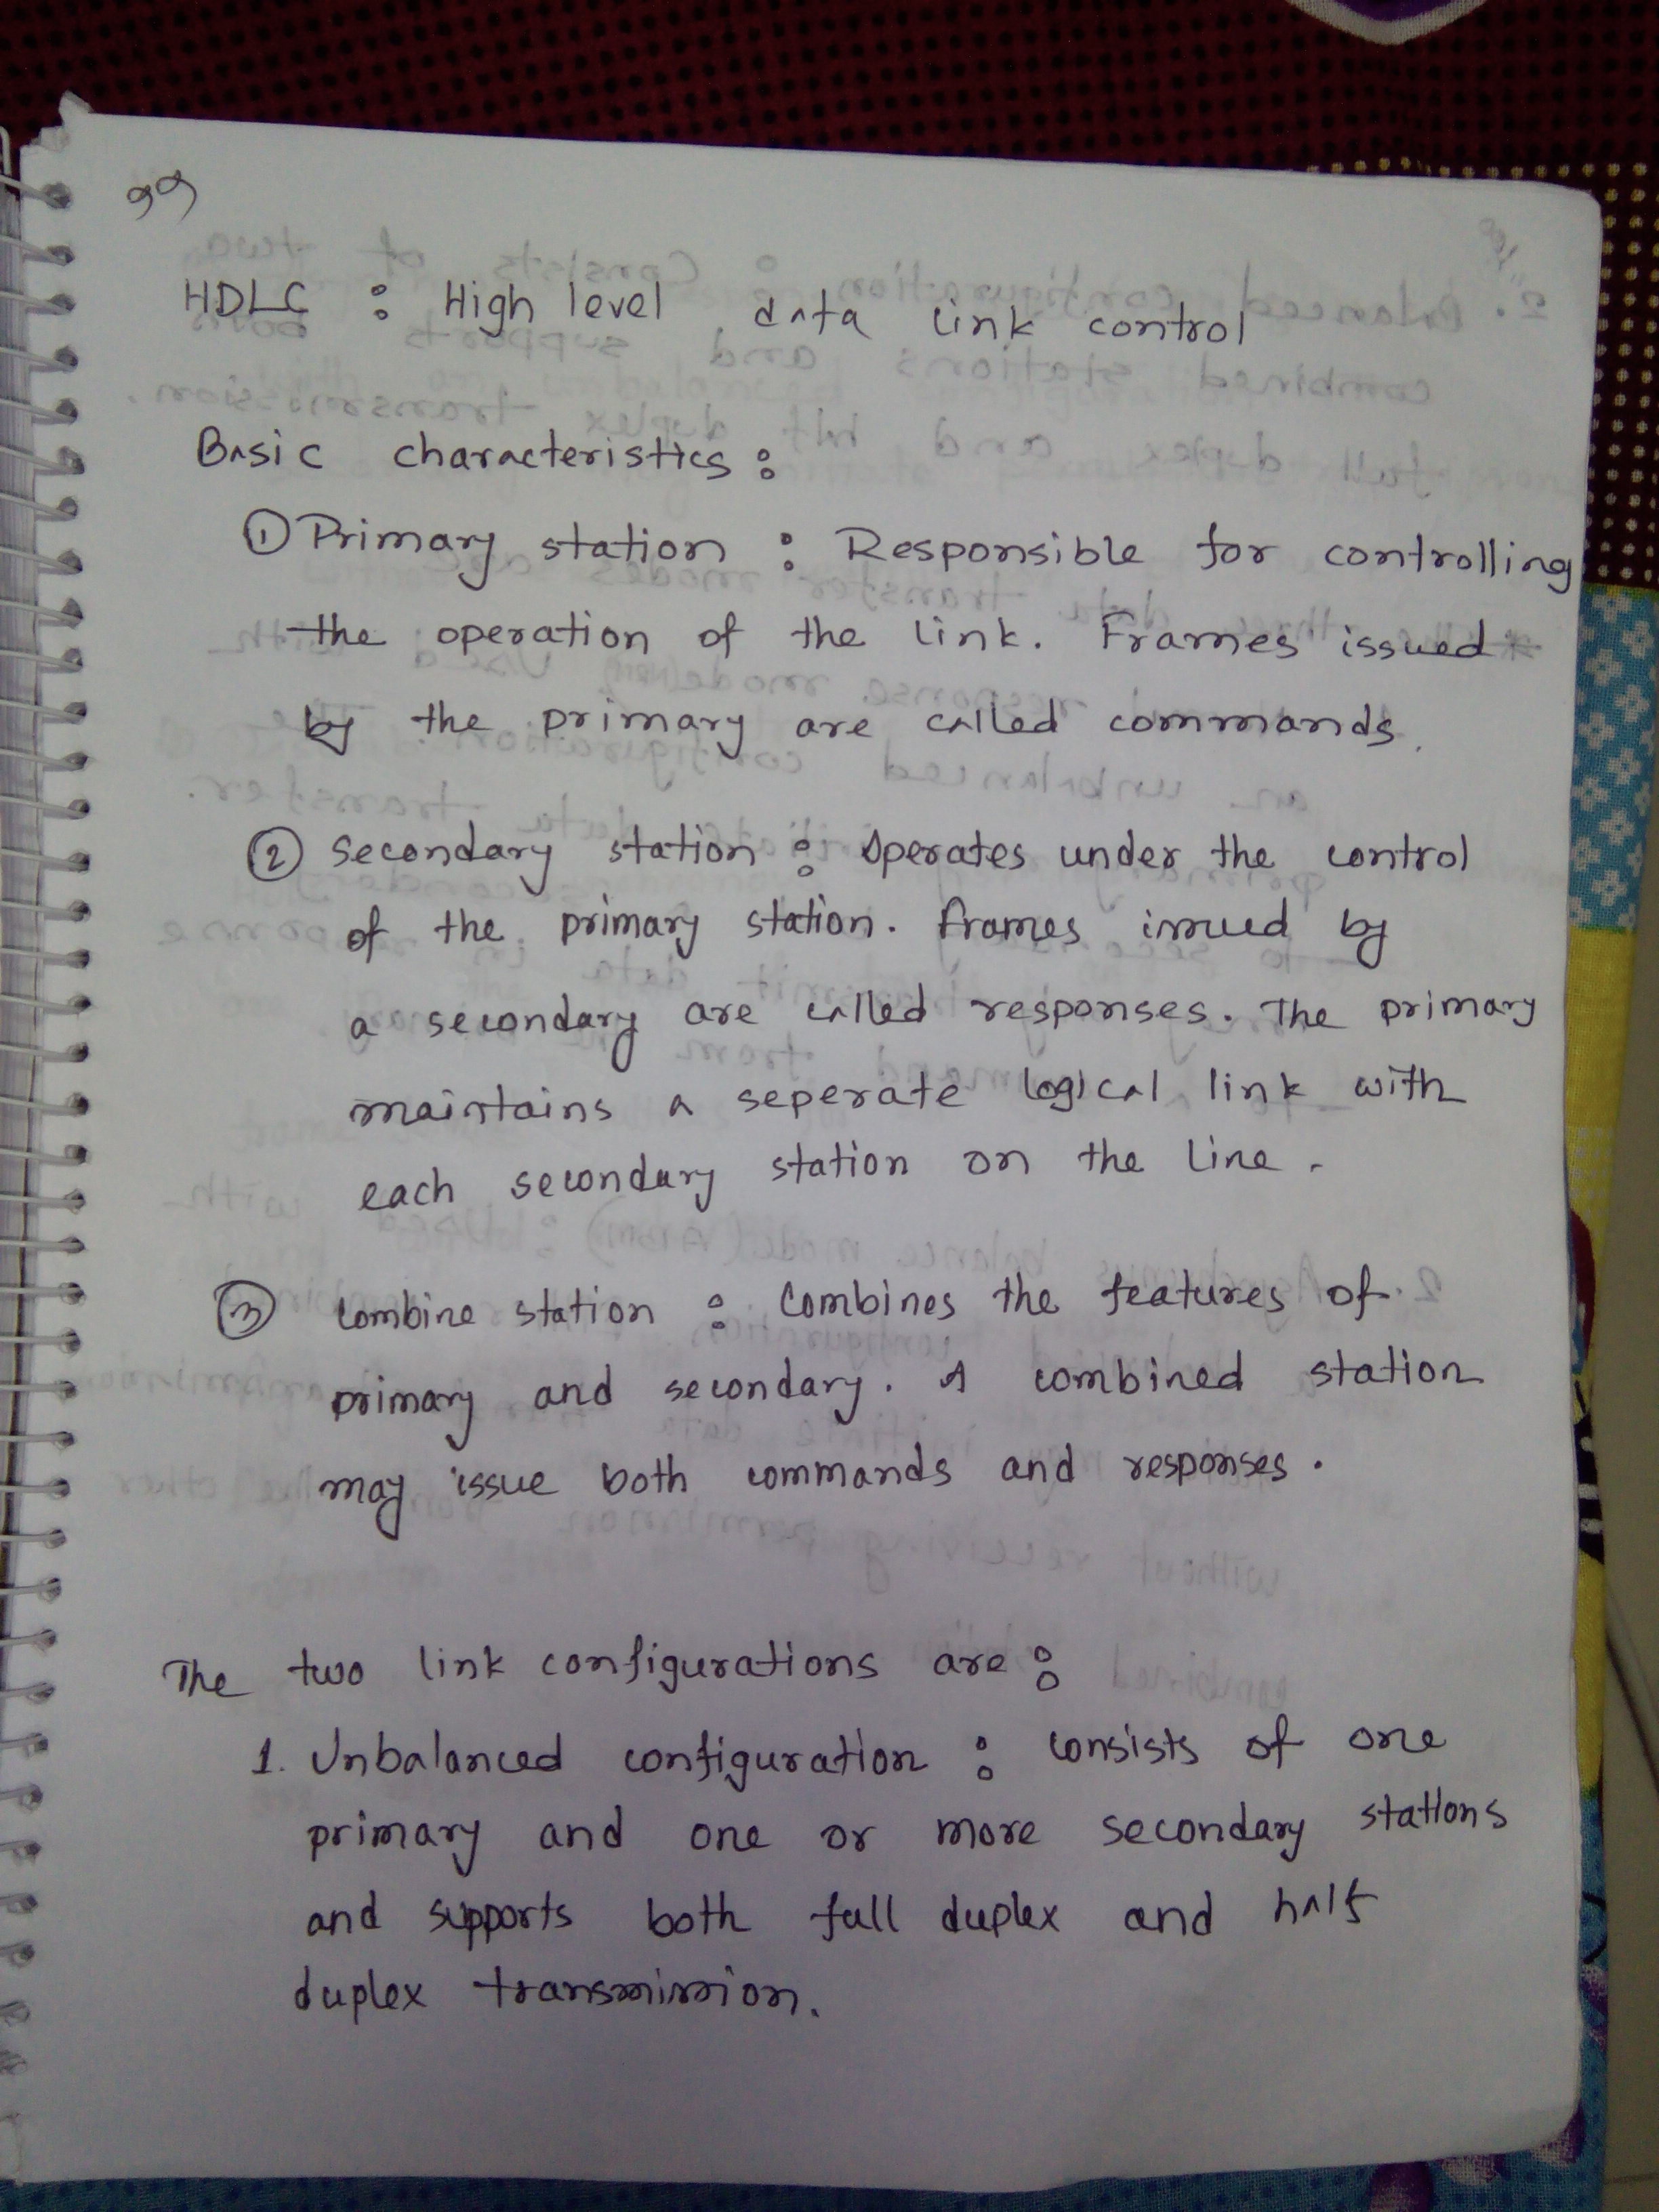 99
HDLC : High level data link control
Basic characteristics :
① Primary station : Responsible for controlling
the operation of the link. Frames issued
by the primary are called commands.
② Secondary station : Operates under the control
of the primary station. Frames issued by
a secondary are called responses. The primary
maintains a seperate logical link with
each secondary station on the line.
③ Combine station : Combines the features of
primary and secondary. A combined station
may issue both commands and responses.
The two link configurations are :
1. Unbalanced configuration : Consists of one
primary and one or more secondary stations
and supports both full duplex and half
duplex transmission.